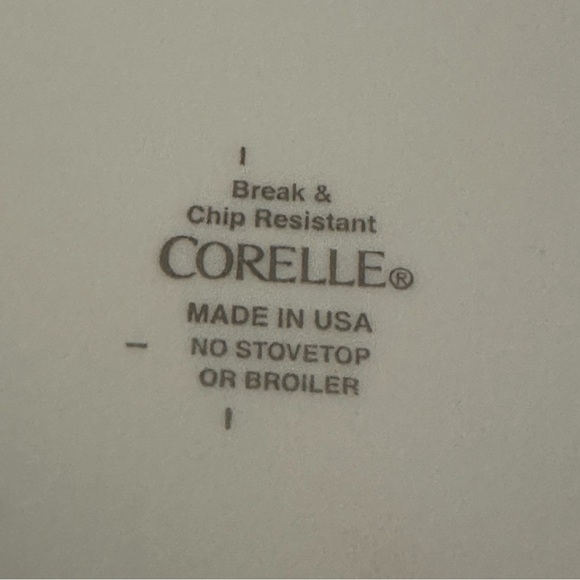 Break &
Chip Resistant
CORELLE®
MADE IN USA
NO STOVETOP
OR BROILER